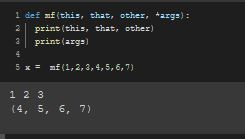 1 def mf(this, that, other, *args):
2 print(this, that, other)
3 print(args)
4
5 x = mf(1,2,3,4,5,6,7)
1 2 3
(4, 5, 6, 7)